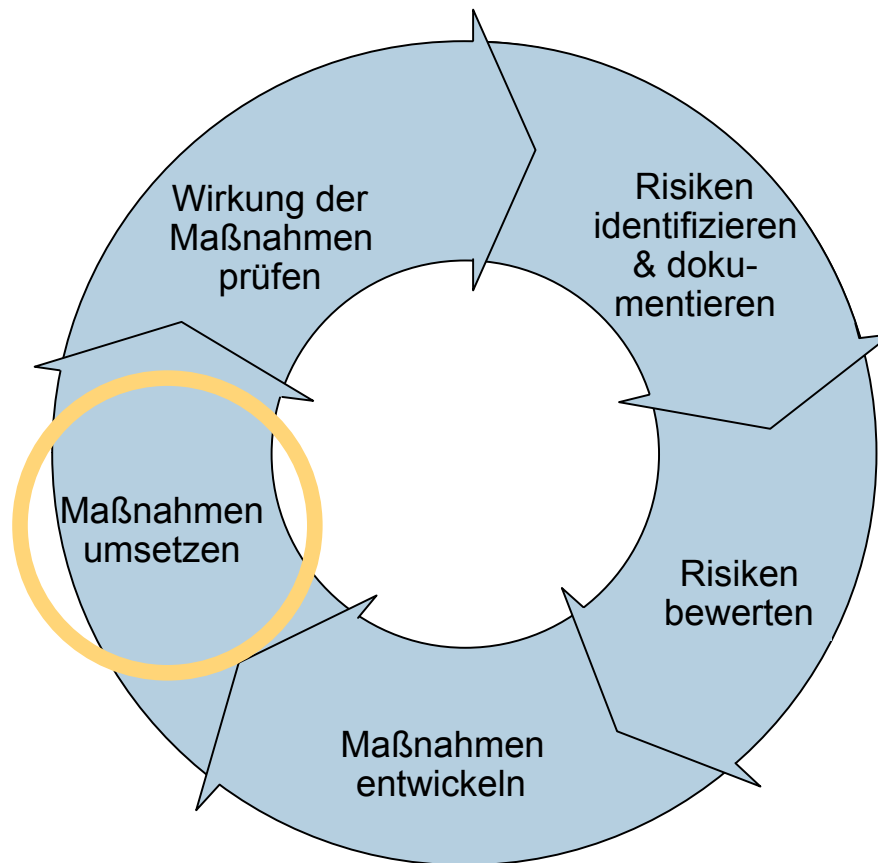 Risiken
identifizieren
& doku-
mentieren
Risiken
bewerten
Maßnahmen
entwickeln
Maßnahmen
umsetzen
Wirkung der
Maßnahmen
prüfen